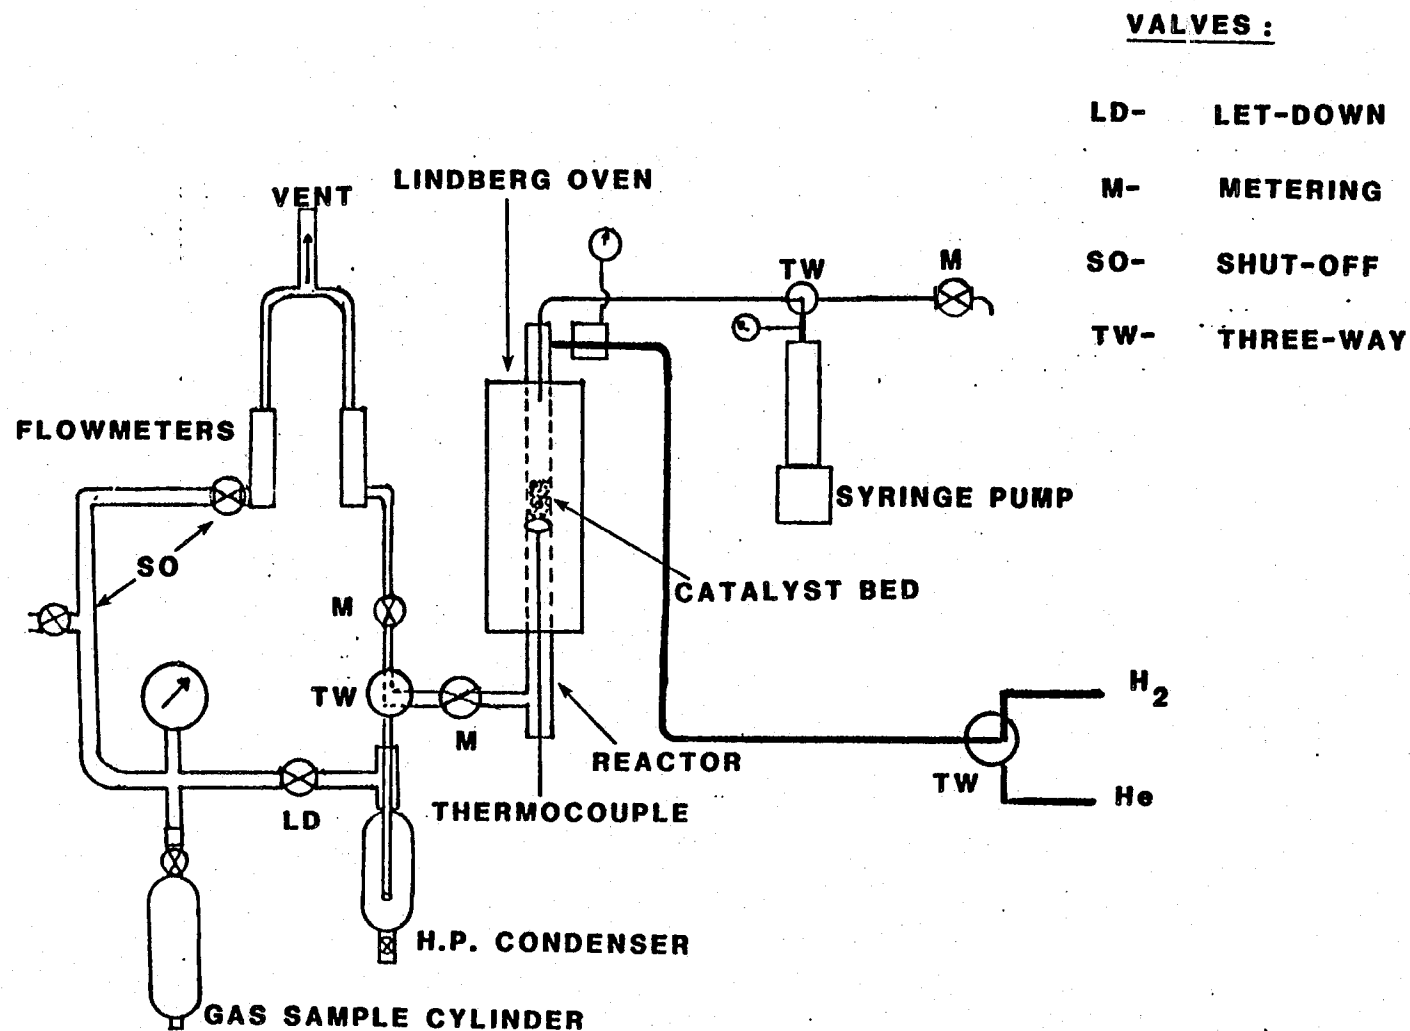 VALVES :
LD- LET-DOWN
M- METERING
SO- SHUT-OFF
TW- THREE-WAY
LINDBERG OVEN
VENT
TW
M
FLOWMETERS
SYRINGE PUMP
SO
CATALYST BED
M
TW
M
H2
REACTOR
TW
He
THERMOCOUPLE
LD
H.P. CONDENSER
GAS SAMPLE CYLINDER